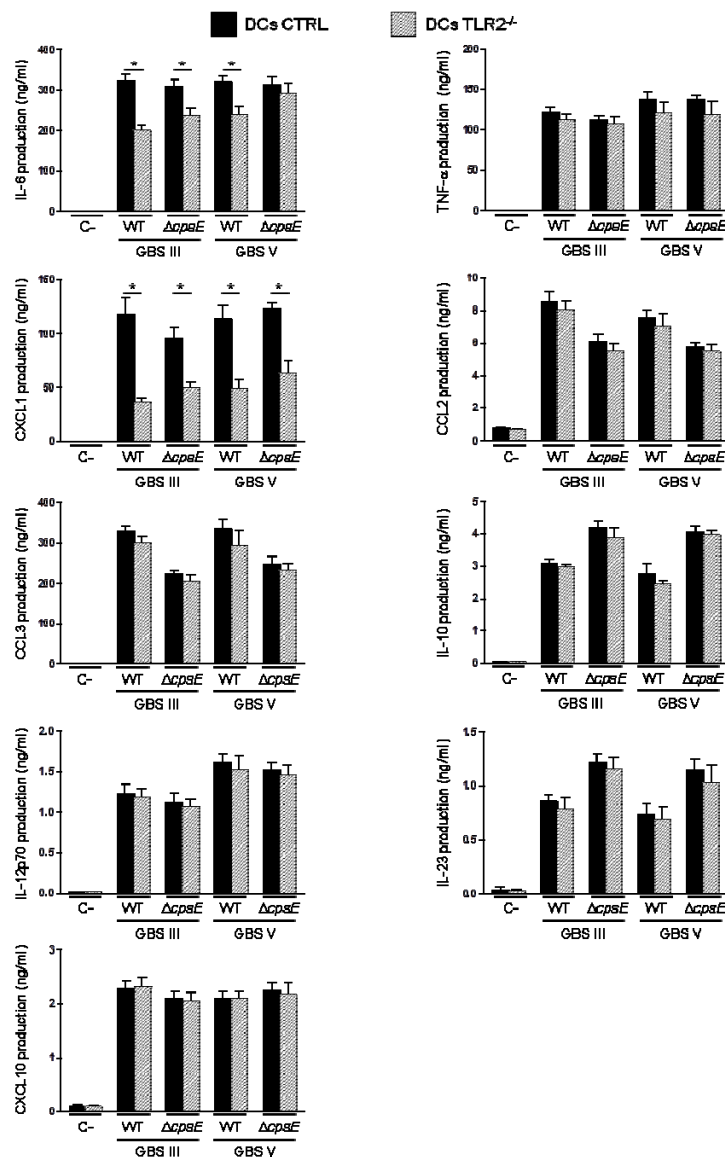 DCs CTRL
DCs TLR2-/-
IL-6 production (ng/ml)
400
300
200
100
0
* * *
C- WT ΔcpsE WT ΔcpsE
GBS III GBS V
TNF-α production (ng/ml)
200
150
100
50
0
C- WT ΔcpsE WT ΔcpsE
GBS III GBS V
CXCL1 production (ng/ml)
150
100
50
0
* * * *
C- WT ΔcpsE WT ΔcpsE
GBS III GBS V
CCL2 production (ng/ml)
10
8
6
4
2
0
C- WT ΔcpsE WT ΔcpsE
GBS III GBS V
CCL3 production (ng/ml)
400
300
200
100
0
C- WT ΔcpsE WT ΔcpsE
GBS III GBS V
IL-10 production (ng/ml)
5
4
3
2
1
0
C- WT ΔcpsE WT ΔcpsE
GBS III GBS V
IL-12p70 production (ng/ml)
2.0
1.5
1.0
0.5
0.0
C- WT ΔcpsE WT ΔcpsE
GBS III GBS V
IL-23 production (ng/ml)
1.5
1.0
0.5
0.0
C- WT ΔcpsE WT ΔcpsE
GBS III GBS V
CXCL10 production (ng/ml)
3
2
1
0
C- WT ΔcpsE WT ΔcpsE
GBS III GBS V